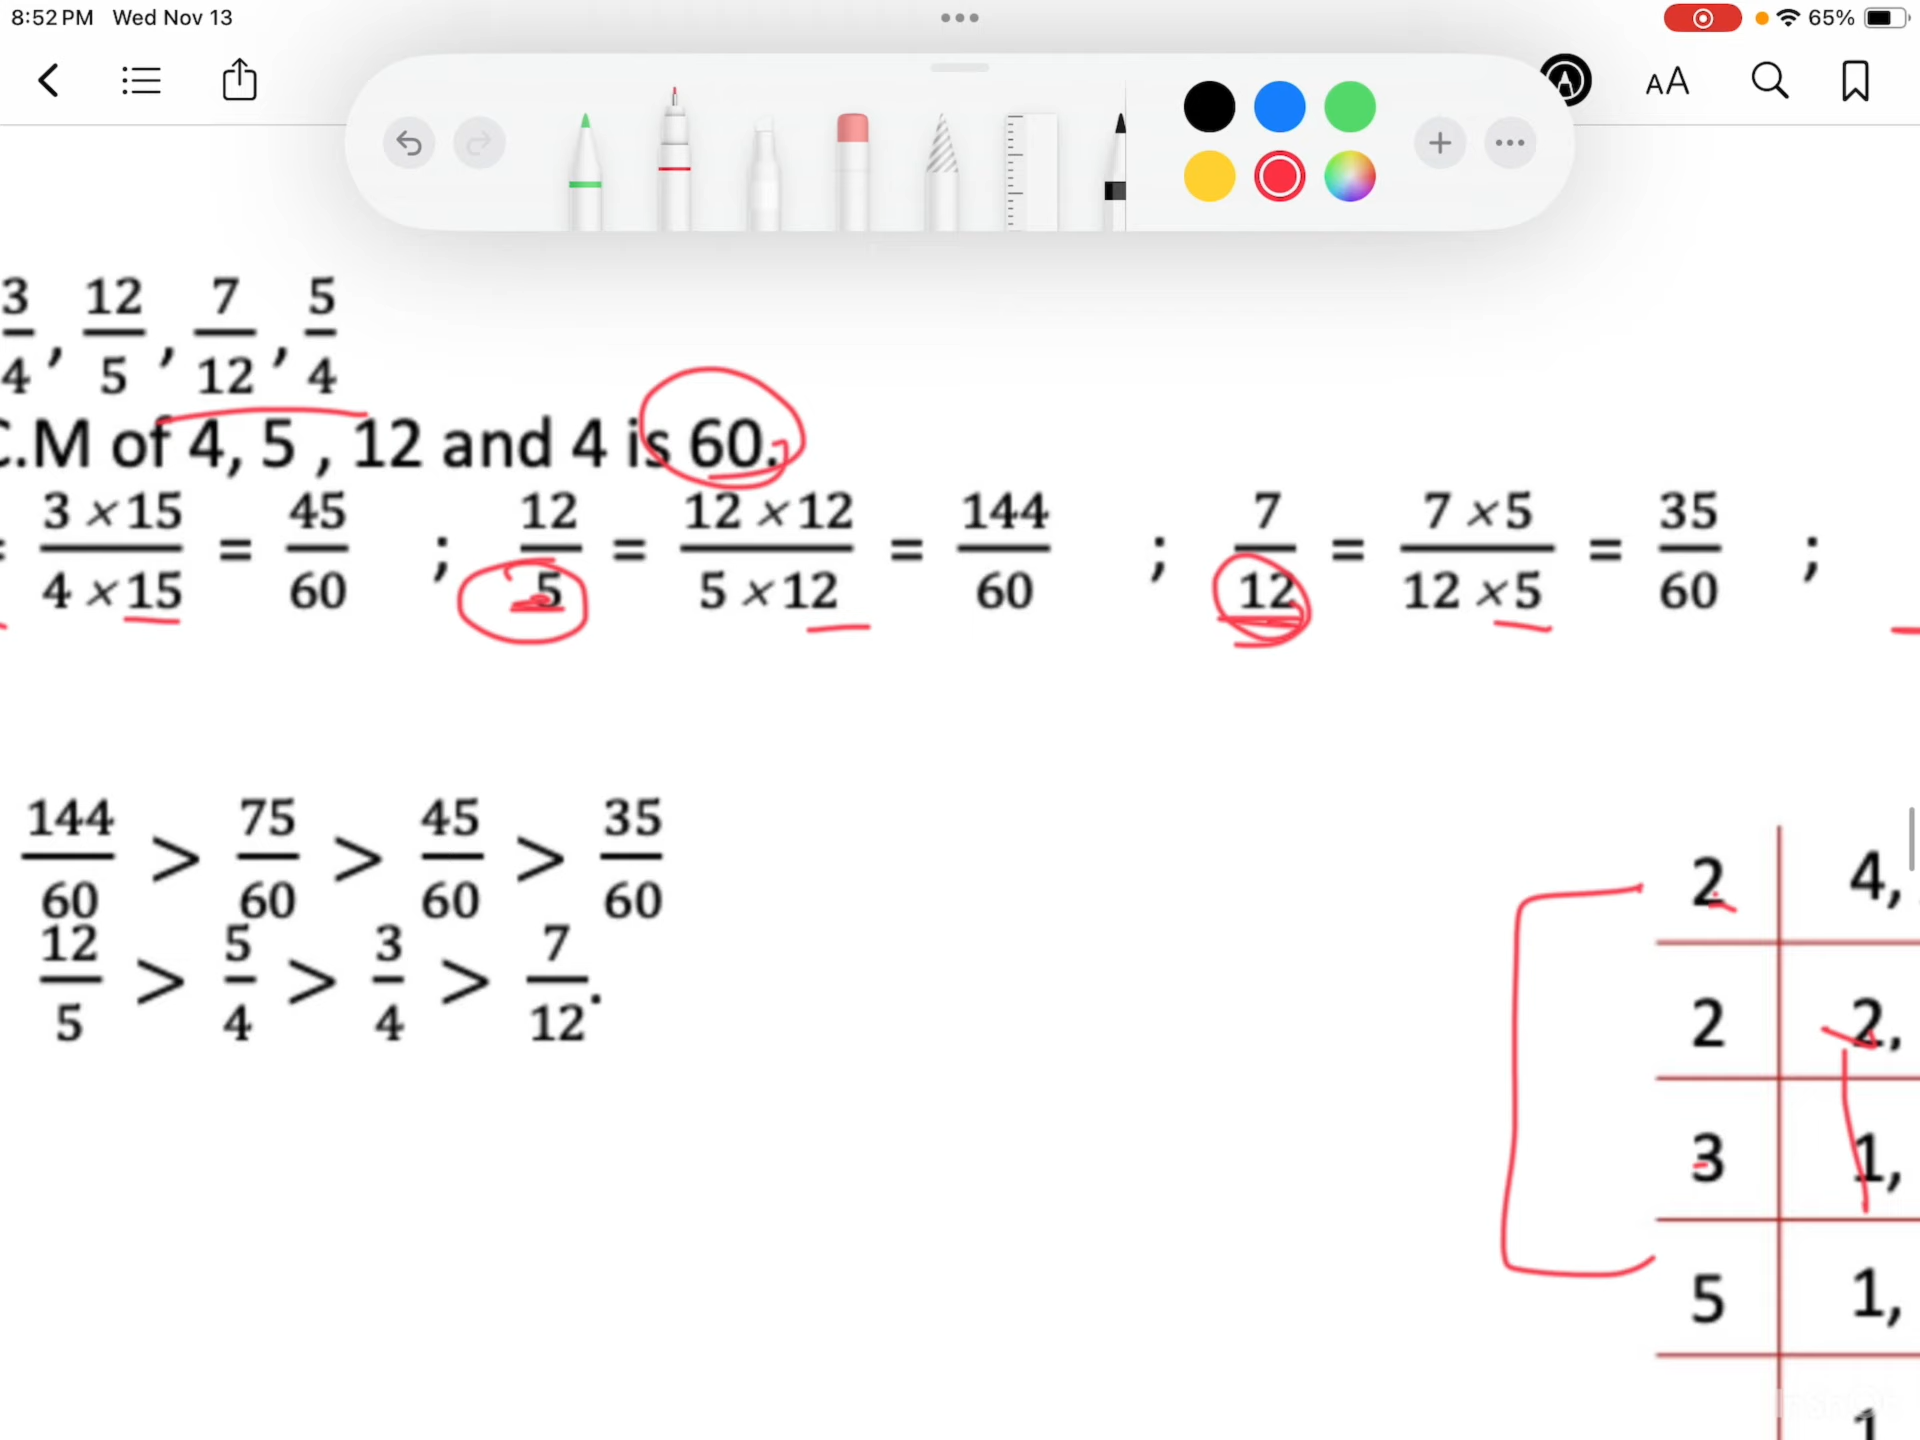 8:52 PM Wed Nov 13 65%
AA
3/4 , 12/5 , 7/12 , 5/4
C.M of 4, 5 , 12 and 4 is 60.
= 3 × 15 / 4 × 15 = 45/60 ; 12/5 = 12 × 12 / 5 × 12 = 144/60 ; 7/12 = 7 × 5 / 12 × 5 = 35/60 ;
144/60 > 75/60 > 45/60 > 35/60
12/5 > 5/4 > 3/4 > 7/12.
2 4,
2 2,
3 1,
5 1,
1